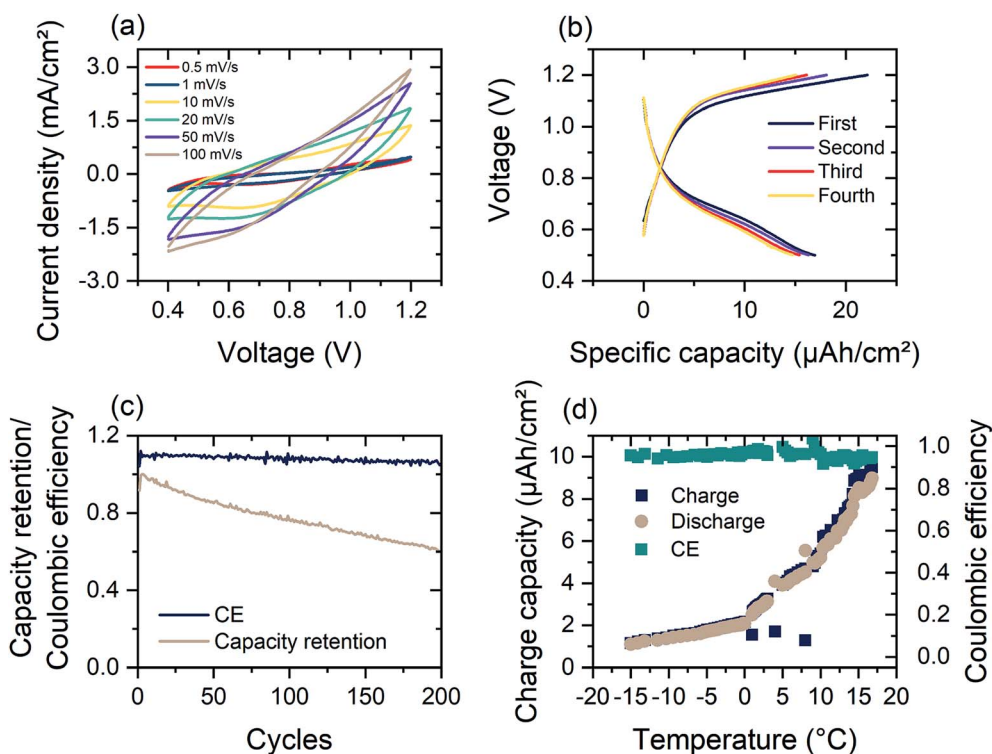 (a)
Current density (mA/cm²)
3.0
1.5
0.0
-1.5
-3.0
0.5 mV/s
1 mV/s
10 mV/s
20 mV/s
50 mV/s
100 mV/s
0.4 0.6 0.8 1.0 1.2
Voltage (V)
(b)
Voltage (V)
1.2
1.0
0.8
0.6
0.4
First
Second
Third
Fourth
0 10 20
Specific capacity (µAh/cm²)
(c)
Capacity retention/
Coulombic efficiency
1.2
0.8
0.4
0.0
CE
Capacity retention
0 25 50 75 100 125 150 175 200
Cycles
(d)
Charge capacity (µAh/cm²)
10
8
6
4
2
0
Charge
Discharge
CE
1.0
0.8
0.6
0.4
0.2
0.0
Coulombic efficiency
-20 -15 -10 -5 0 5 10 15 20
Temperature (°C)